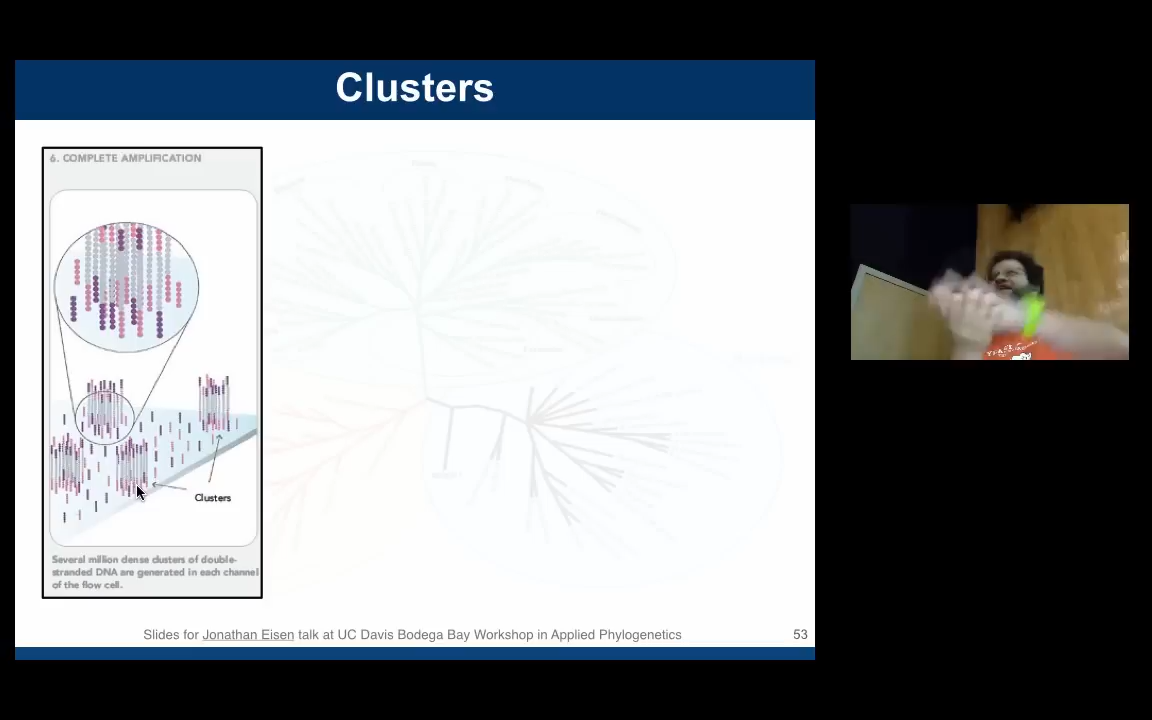 Clusters
6. COMPLETE AMPLIFICATION
Clusters
Several million dense clusters of double-
stranded DNA are generated in each channel
of the flow cell.
Slides for Jonathan Eisen talk at UC Davis Bodega Bay Workshop in Applied Phylogenetics
53